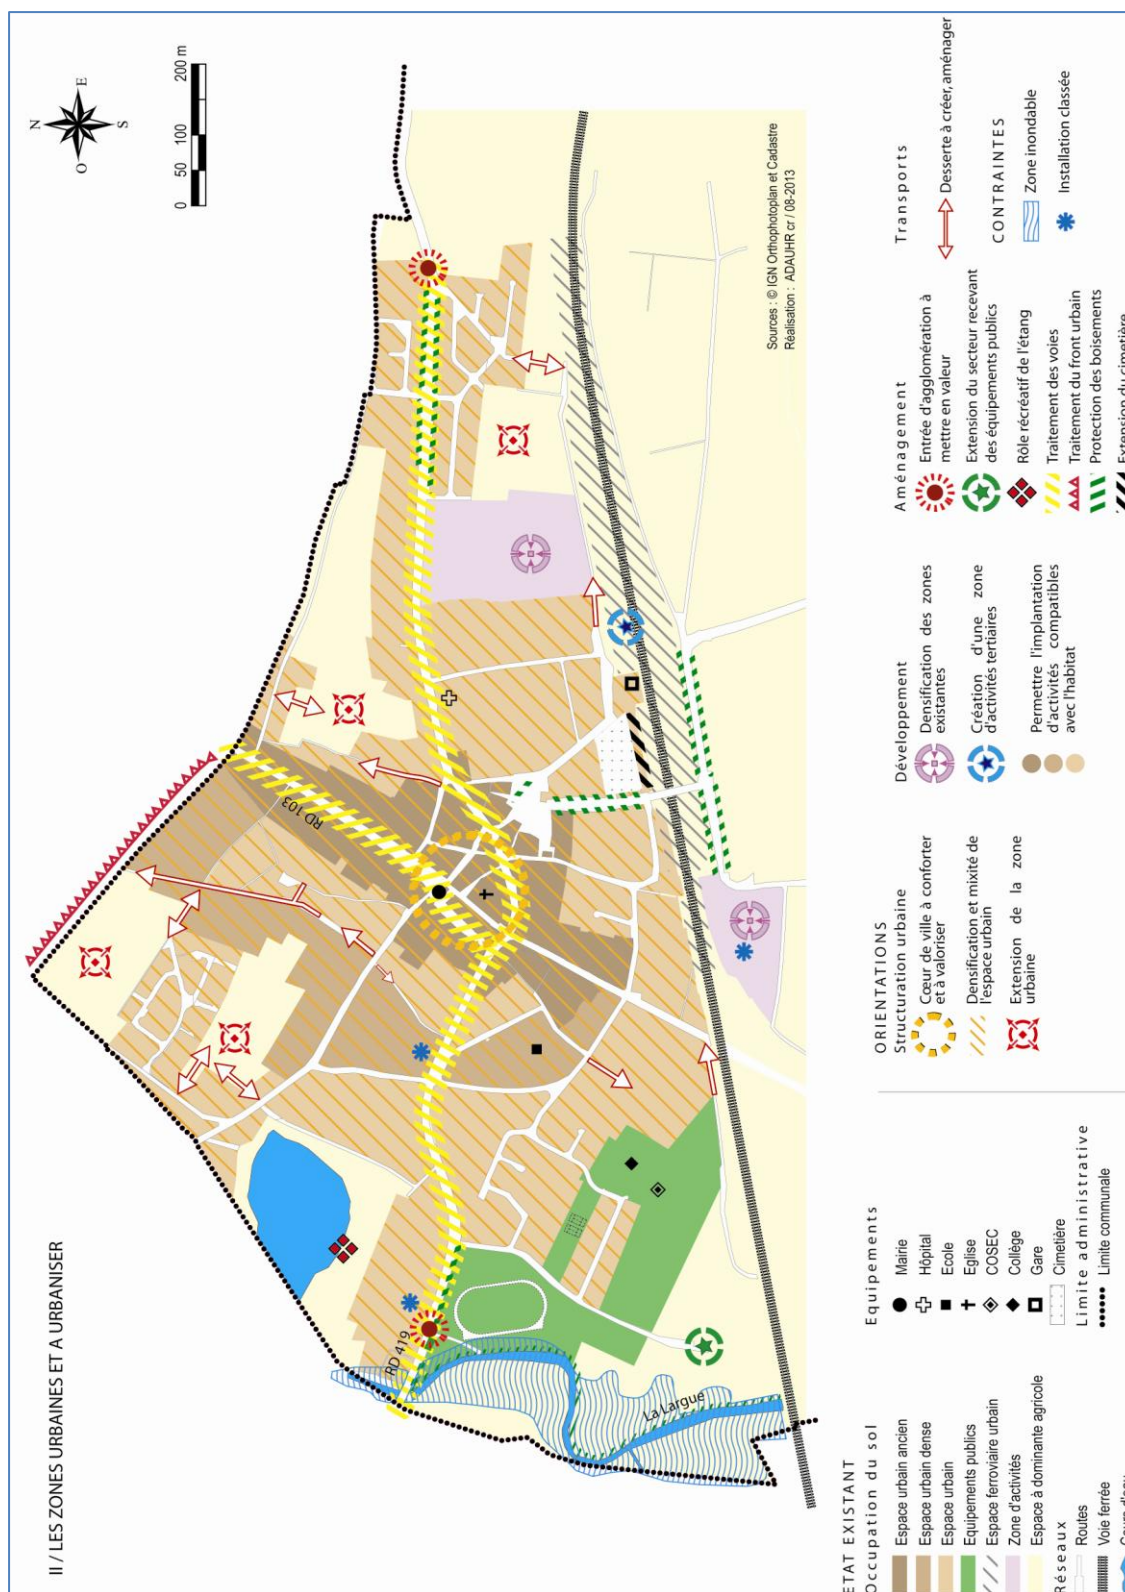 II / LES ZONES URBAINES ET A URBANISER
N
O
E
S
0
50
100
200 m
RD 103
RD 419
La Largue
Sources : © IGN Orthophotoplan et Cadastre
Réalisation : ADAUHR cr / 08-2013
ETAT EXISTANT
Occupation du sol
Espace urbain ancien
Espace urbain dense
Espace urbain
Equipements publics
Espace ferroviaire urbain
Zone d'activités
Espace à dominante agricole
Réseaux
Routes
Voie ferrée
Cours d'eau
Equipements
Mairie
Hôpital
Ecole
Eglise
COSEC
Collège
Gare
Cimetière
Limite administrative
Limite communale
ORIENTATIONS
Structuration urbaine
Cœur de ville à conforter
et à valoriser
Densification et mixité de
l'espace urbain
Extension de la zone
urbaine
Développement
Densification des zones
existantes
Création d'une zone
d'activités tertiaires
Permettre l'implantation
d'activités compatibles
avec l'habitat
Aménagement
Entrée d'agglomération à
mettre en valeur
Extension du secteur recevant
des équipements publics
Rôle récréatif de l'étang
Traitement des voies
Traitement du front urbain
Protection des boisements
Extension du cimetière
Transports
Desserte à créer, aménager
CONTRAINTES
Zone inondable
Installation classée